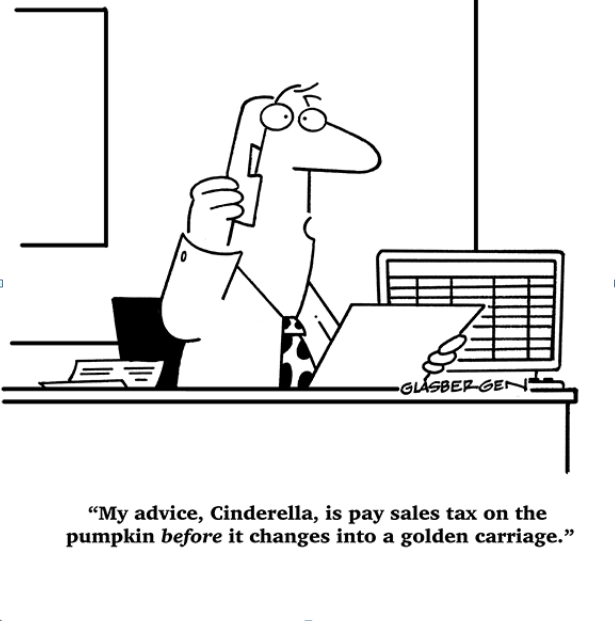 GLASBERGEN
“My advice, Cinderella, is pay sales tax on the
pumpkin before it changes into a golden carriage.”